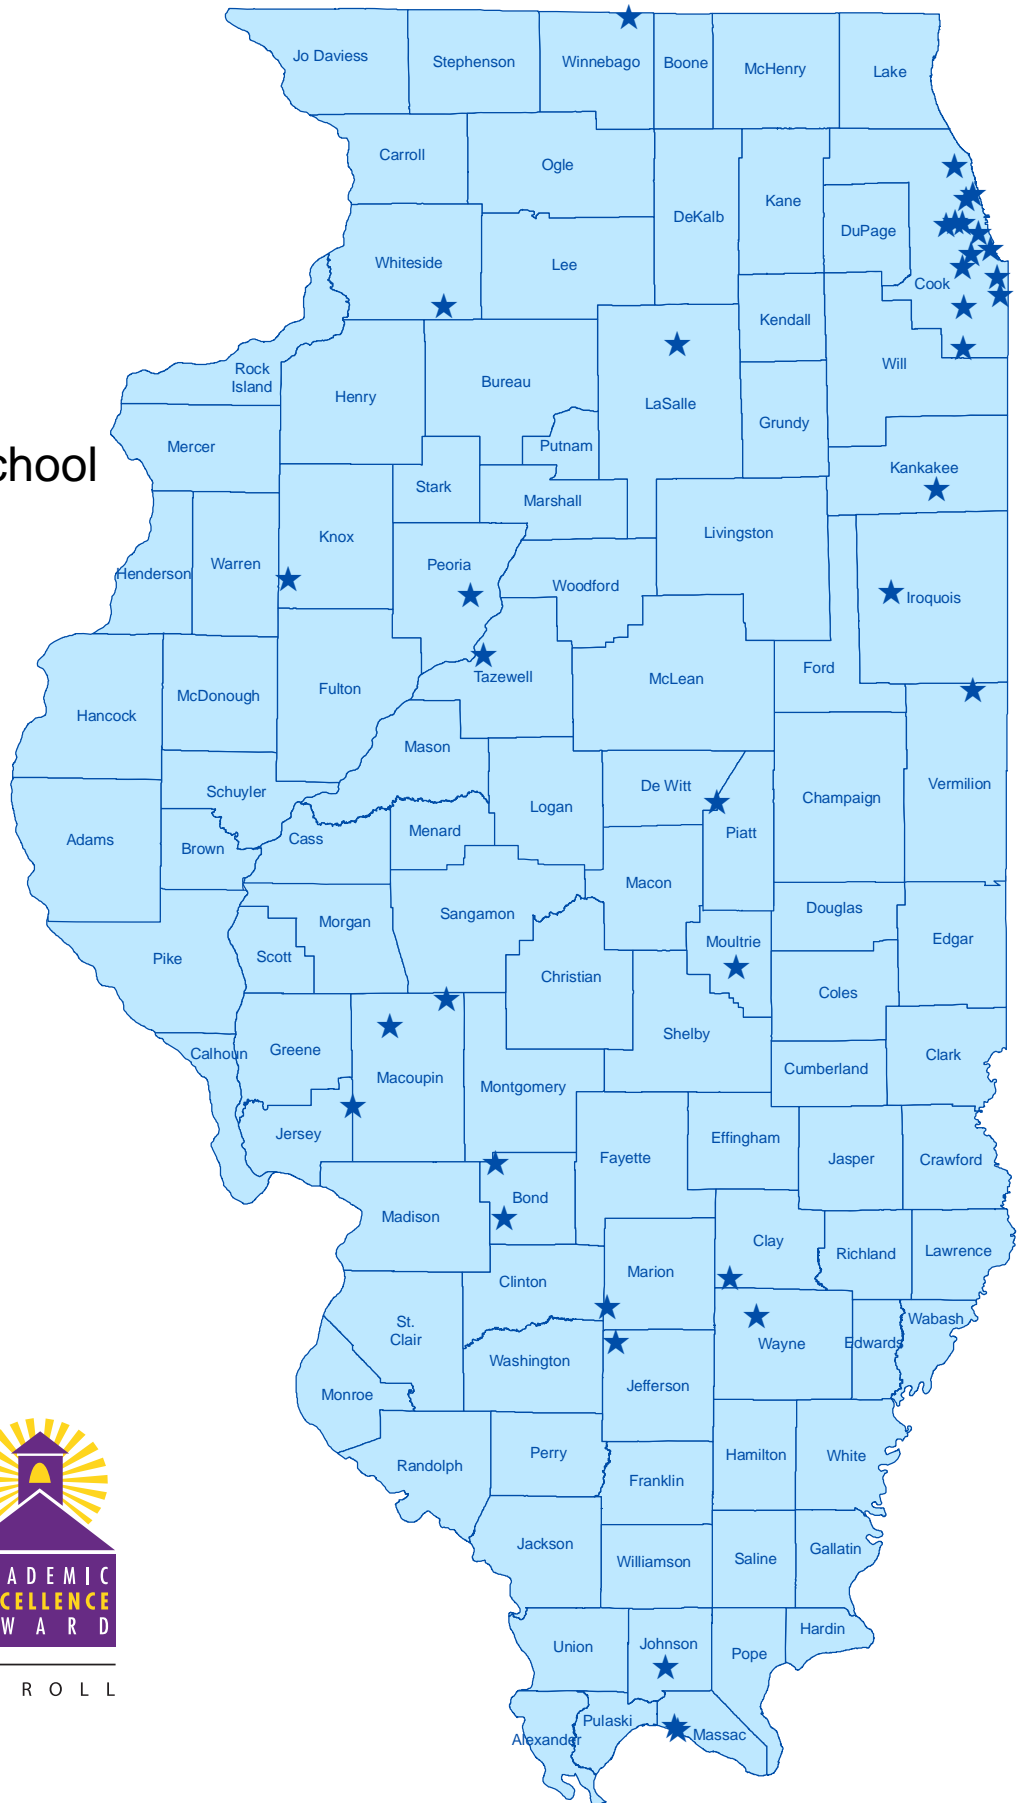 Jo Daviess
Stephenson
Winnebago
Boone
McHenry
Lake
Carroll
Ogle
DeKalb
Kane
DuPage
Whiteside
Lee
Cook
Kendall
Rock
Island
Henry
Bureau
LaSalle
Will
Grundy
Mercer
Putnam
chool
Kankakee
Stark
Marshall
Knox
Livingston
Peoria
Warren
Henderson
Woodford
Iroquois
Ford
Tazewell
McLean
Fulton
McDonough
Hancock
Mason
De Witt
Vermilion
Schuyler
Logan
Champaign
Menard
Piatt
Adams
Brown
Cass
Macon
Douglas
Sangamon
Morgan
Moultrie
Edgar
Pike
Scott
Christian
Coles
Shelby
Calhoun
Greene
Clark
Cumberland
Macoupin
Montgomery
Jersey
Effingham
Fayette
Jasper
Crawford
Bond
Madison
Clay
Richland
Lawrence
Marion
Clinton
Wabash
St.
Clair
Wayne
Edwards
Washington
Jefferson
Monroe
Perry
Hamilton
White
Randolph
Franklin
Jackson
Gallatin
Williamson
Saline
ADEMIC
CELLENCE
WARD
Hardin
Union
Johnson
Pope
ROLL
Pulaski
Massac
Alexander